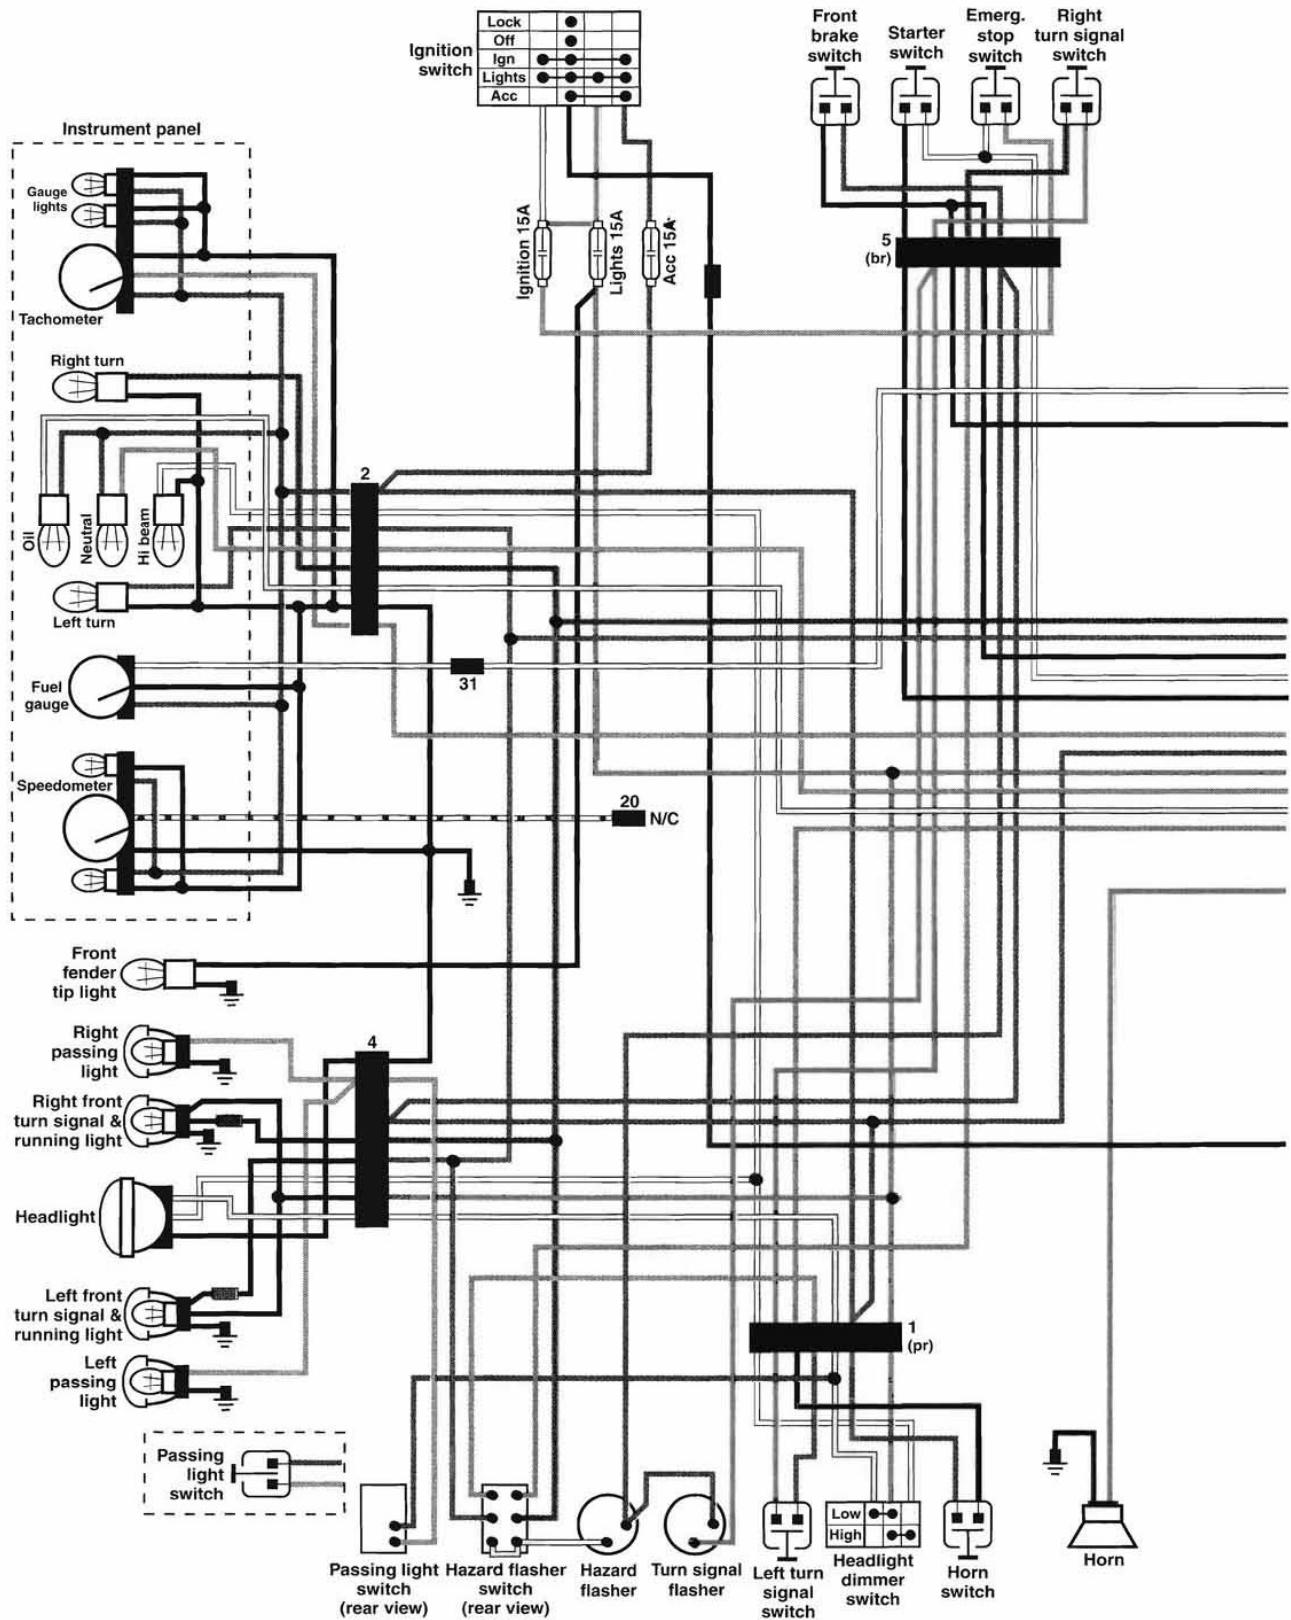 Ignition
switch
Lock
Off
Ign
Lights
Acc
Front
brake
switch
Starter
switch
Emerg.
stop
switch
Right
turn signal
switch
Instrument panel
Gauge
lights
Tachometer
Ignition 15A
Lights 15A
Acc 15A
5
(br)
Right turn
Oil
Neutral
Hi beam
2
Left turn
Fuel
gauge
31
Speedometer
20
N/C
Front
fender
tip light
Right
passing
light
4
Right front
turn signal &
running light
Headlight
Left front
turn signal &
running light
1
(pr)
Left
passing
light
Passing
light
switch
Passing light
switch
(rear view)
Hazard flasher
switch
(rear view)
Hazard
flasher
Turn signal
flasher
Left turn
signal
switch
Low
High
Headlight
dimmer
switch
Horn
switch
Horn